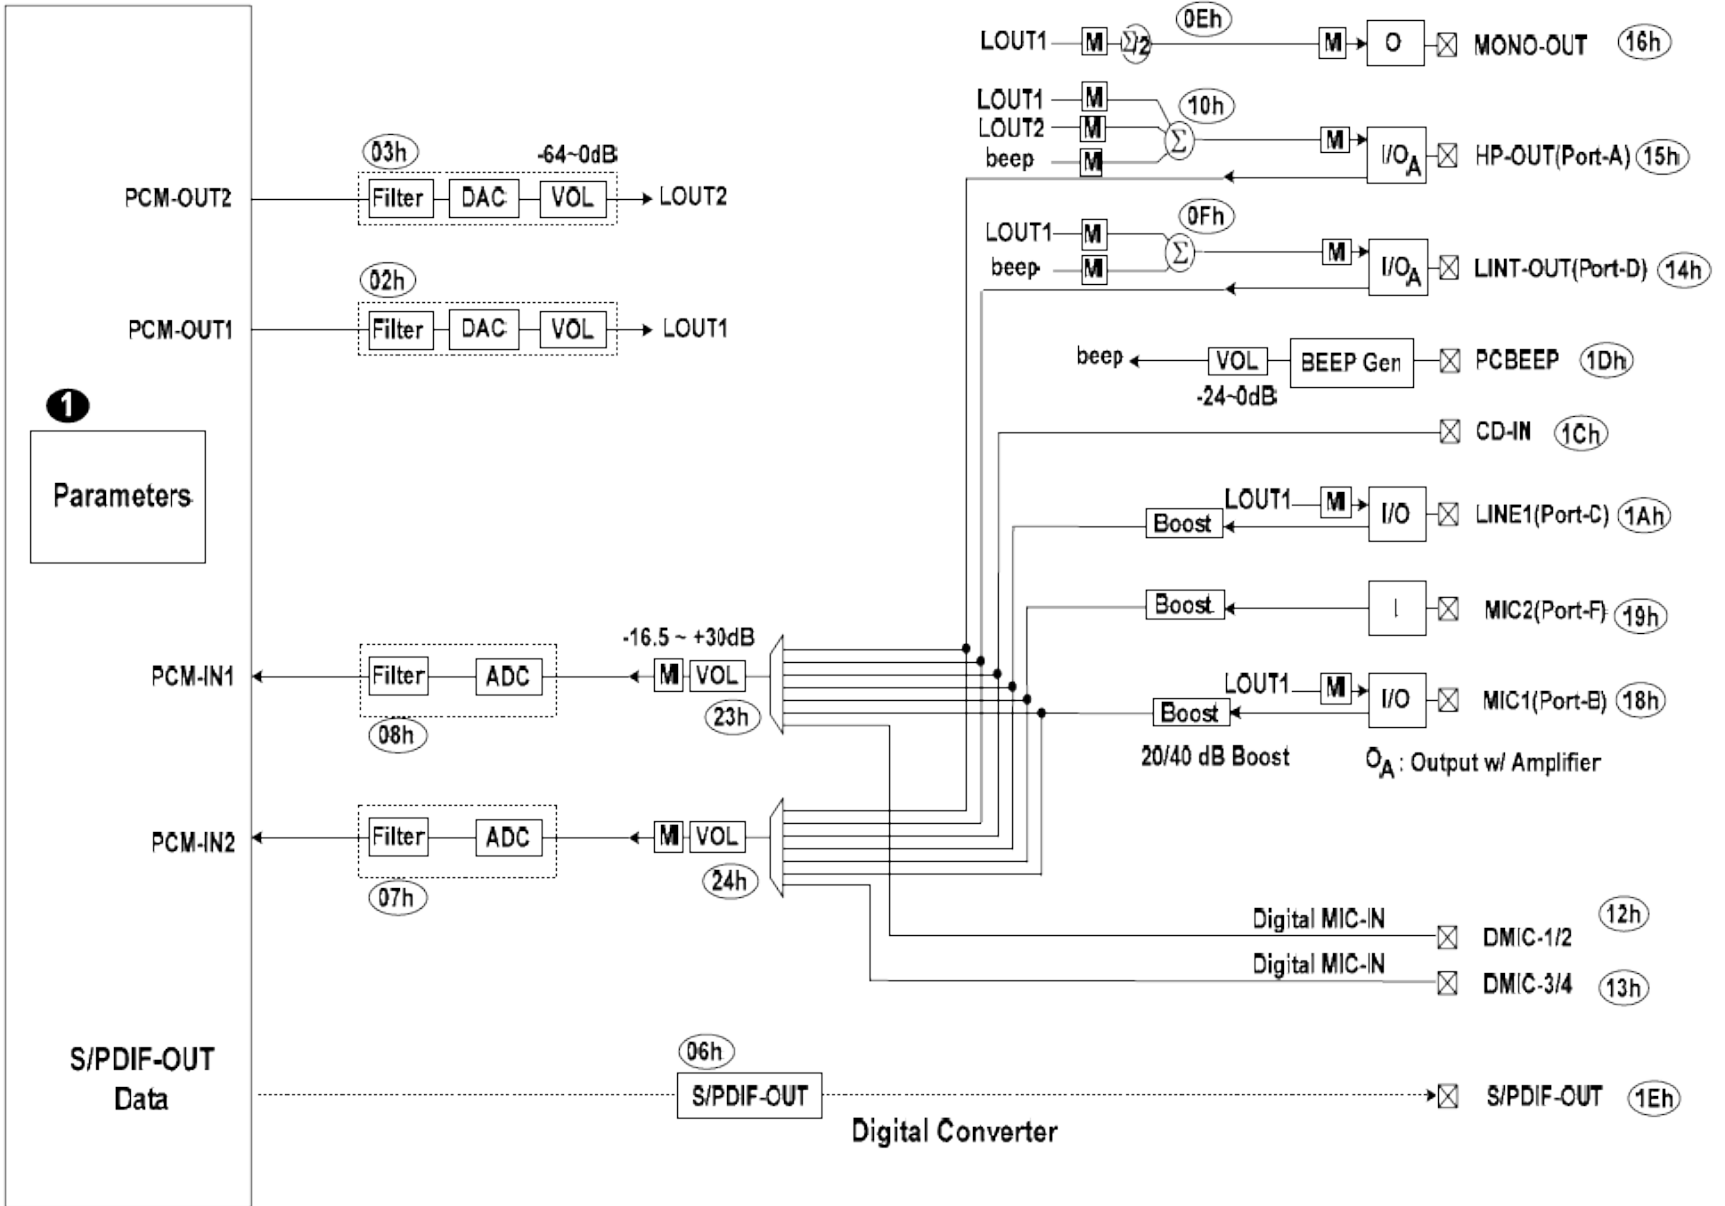 LOUT1 M Σ/2 0Eh M O MONO-OUT 16h
LOUT1 M 10h
LOUT2 M Σ M I/OA HP-OUT(Port-A) 15h
beep M
03h -64~0dB
PCM-OUT2 Filter DAC VOL LOUT2
0Fh
LOUT1 M Σ M I/OA LINT-OUT(Port-D) 14h
beep M
02h
PCM-OUT1 Filter DAC VOL LOUT1
beep VOL BEEP Gen PCBEEP 1Dh
-24~0dB
1
CD-IN 1Ch
Parameters
LOUT1 M I/O LINE1(Port-C) 1Ah
Boost
Boost I MIC2(Port-F) 19h
-16.5 ~ +30dB
PCM-IN1 Filter ADC M VOL
08h 23h
LOUT1 M I/O MIC1(Port-B) 18h
Boost
20/40 dB Boost
OA : Output w/ Amplifier
PCM-IN2 Filter ADC M VOL
07h 24h
Digital MIC-IN 12h
DMIC-1/2
Digital MIC-IN
DMIC-3/4 13h
S/PDIF-OUT
Data
06h
S/PDIF-OUT S/PDIF-OUT 1Eh
Digital Converter